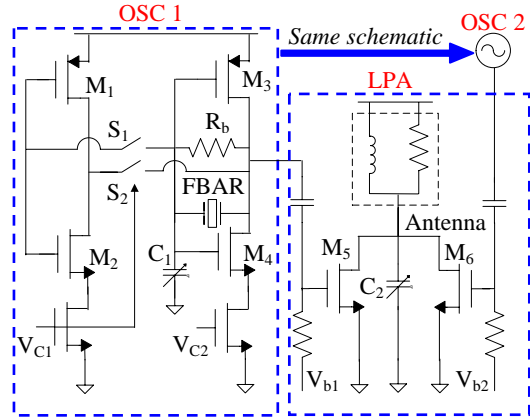 OSC 1
OSC 2
Same schematic
LPA
M1
M3
S1
Rb
S2
FBAR
Antenna
M2
C1
M4
M5
C2
M6
VC1
VC2
Vb1
Vb2